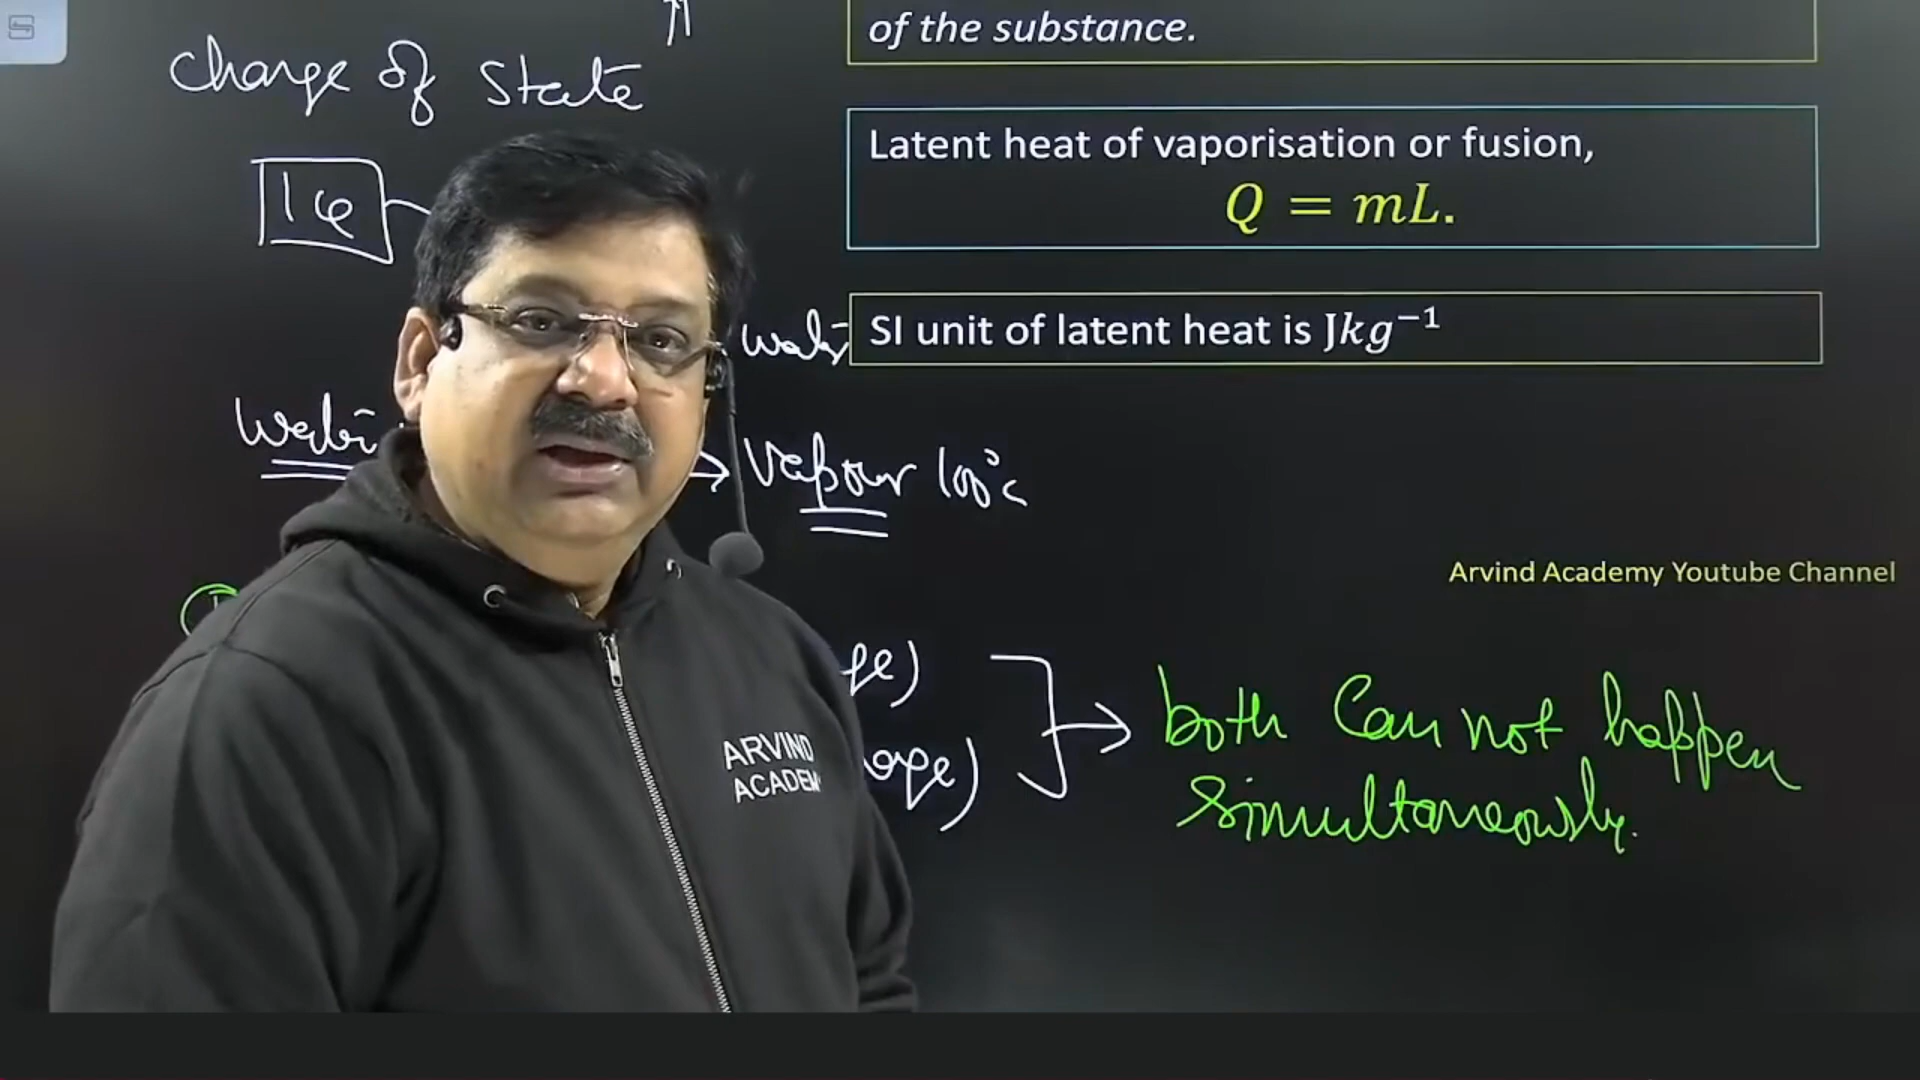 Change of State
of the substance.
Latent heat of vaporisation or fusion,
Q = mL.
SI unit of latent heat is Jkg⁻¹
Vapour 100°c
Arvind Academy Youtube Channel
both Can not happen
Simultaneously.
ARVIND
ACADEMY